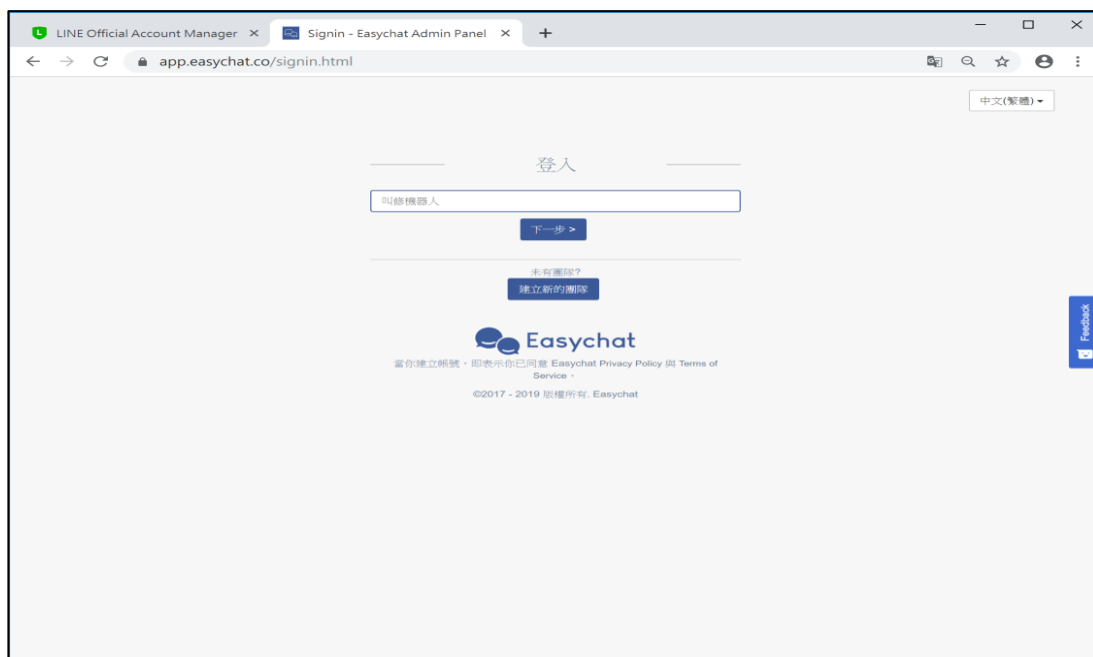 LINE Official Account Manager
Signin - Easychat Admin Panel
app.easychat.co/signin.html
中文(繁體)
登入
叫修機器人
下一步 >
未有團隊?
建立新的團隊
Feedback
Easychat
當你建立帳號，即表示你已同意 Easychat Privacy Policy 與 Terms of
Service。
©2017 - 2019 版權所有. Easychat